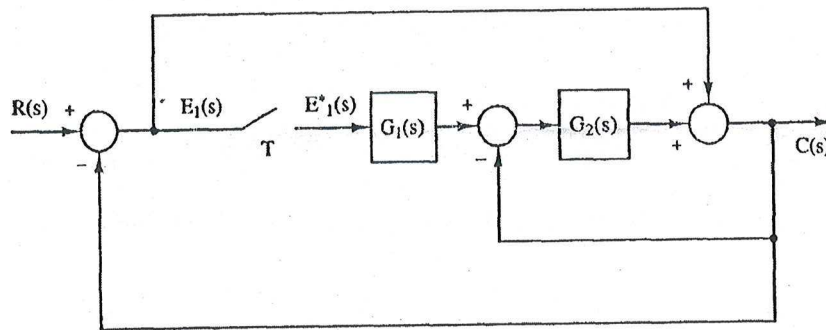 R(s)
+
−
E₁(s)
T
E*₁(s)
G₁(s)
+
−
G₂(s)
+
+
C(s)